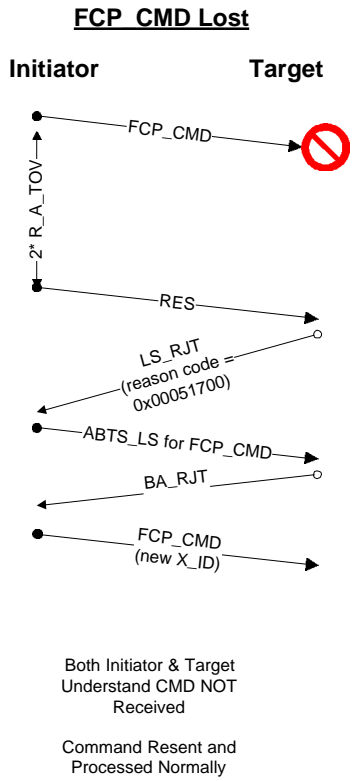 FCP_CMD Lost
Initiator
Target
FCP_CMD
2* R_A_TOV
RES
LS_RJT
(reason code =
0x00051700)
ABTS_LS for FCP_CMD
BA_RJT
FCP_CMD
(new X_ID)
Both Initiator & Target
Understand CMD NOT
Received
Command Resent and
Processed Normally